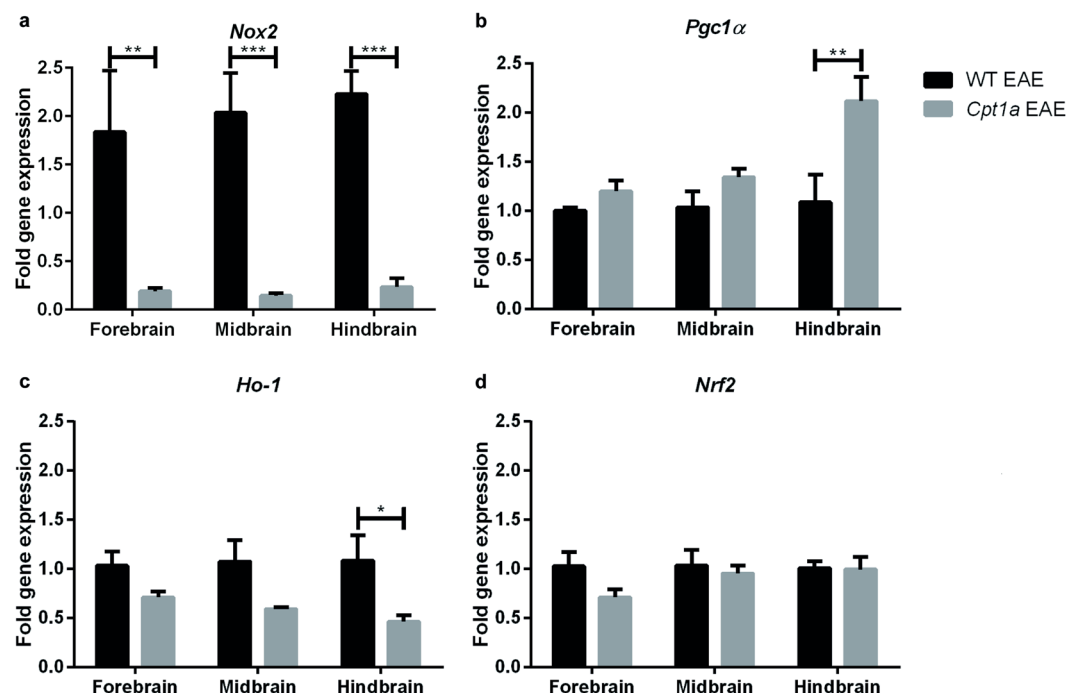 a
Nox2
** *** ***
2.5
2.0
1.5
1.0
0.5
0.0
Fold gene expression
Forebrain Midbrain Hindbrain
b
Pgc1α
**
2.5
2.0
1.5
1.0
0.5
0.0
Fold gene expression
Forebrain Midbrain Hindbrain
WT EAE
Cpt1a EAE
c
Ho-1
2.5
2.0
1.5
*
1.0
0.5
0.0
Fold gene expression
Forebrain Midbrain Hindbrain
d
Nrf2
2.5
2.0
1.5
1.0
0.5
0.0
Fold gene expression
Forebrain Midbrain Hindbrain